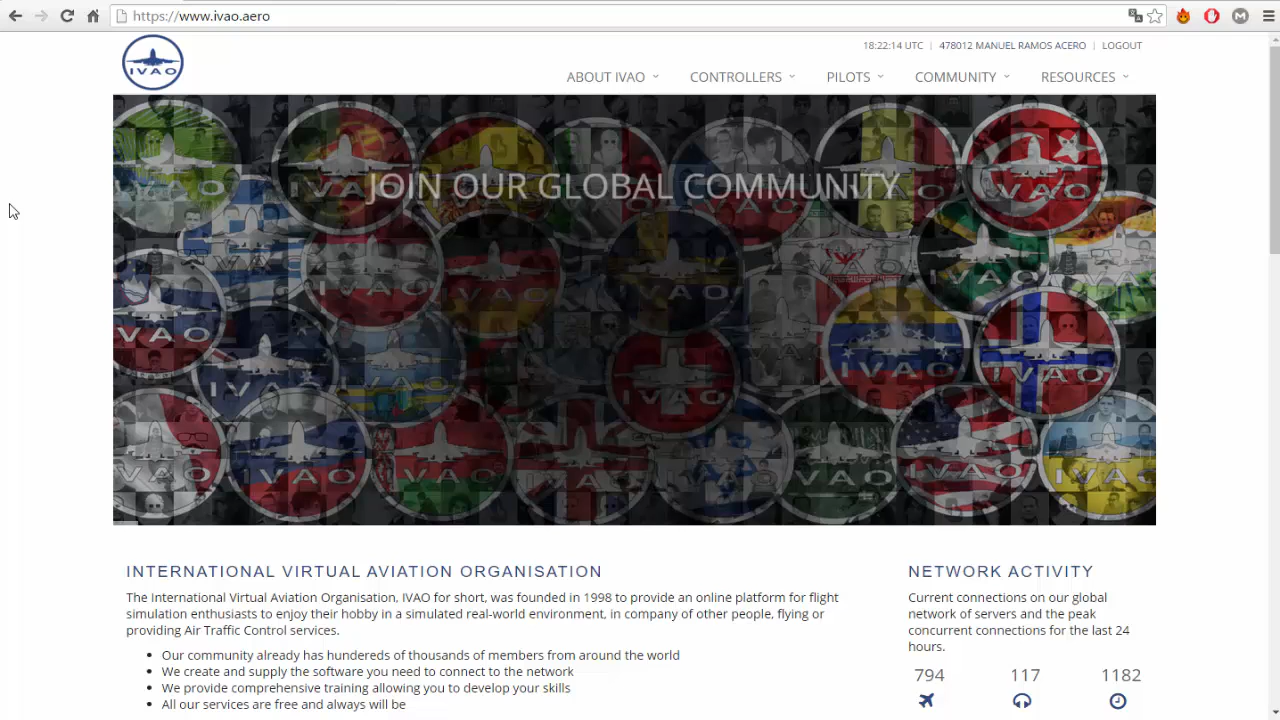 https://www.ivao.aero
IVAO
18:22:14 UTC | 478012 MANUEL RAMOS ACERO | LOGOUT
ABOUT IVAO CONTROLLERS PILOTS COMMUNITY RESOURCES
JOIN OUR GLOBAL COMMUNITY
INTERNATIONAL VIRTUAL AVIATION ORGANISATION
The International Virtual Aviation Organisation, IVAO for short, was founded in 1998 to provide an online platform for flight
simulation enthusiasts to enjoy their hobby in a simulated real-world environment, in company of other people, flying or
providing Air Traffic Control services.
• Our community already has hundereds of thousands of members from around the world
• We create and supply the software you need to connect to the network
• We provide comprehensive training allowing you to develop your skills
• All our services are free and always will be
NETWORK ACTIVITY
Current connections on our global
network of servers and the peak
concurrent connections for the last 24
hours.
794 117 1182